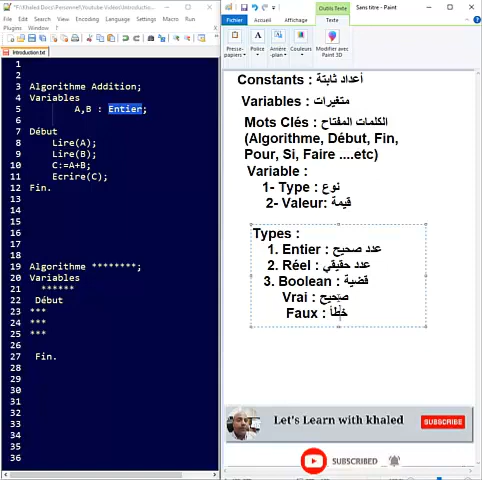 *F:\Khaled.Docs\Personnel\Youtube Videos\Introduction...
File Edit Search View Encoding Language Settings Macro Run
Plugins Window ?
Introduction.txt
1
2
3 Algorithme Addition;
4 Variables
5 A,B : Entier;
6
7 Début
8 Lire(A);
9 Lire(B);
10 C:=A+B;
11 Ecrire(C);
12 Fin.
13
14
15
16
17
18
19 Algorithme ********;
20 Variables
21 ******
22 Début
23 ***
24 ***
25 ***
26
27 Fin.
28
29
30
31
32
33
34
35
36
Outils Texte
Sans titre - P...
Fichier
Accueil
Affichage
Texte
Presse-papiers
Police
Arrière-plan
Couleurs
Modifier avec Paint 3D
Constants : أعداد ثابتة
Variables : متغيرات
Mots Clés : الكلمات المفتاح
(Algorithme, Début, Fin,
Pour, Si, Faire ....etc)
Variable :
1- Type : نوع
2- Valeur: قيمة
Types :
1. Entier : عدد صحيح
2. Réel : عدد حقيقي
3. Boolean : قضية
Vrai : صحيح
Faux : خطأ
Let's Learn with khaled
SUBSCRIBE
SUBSCRIBED